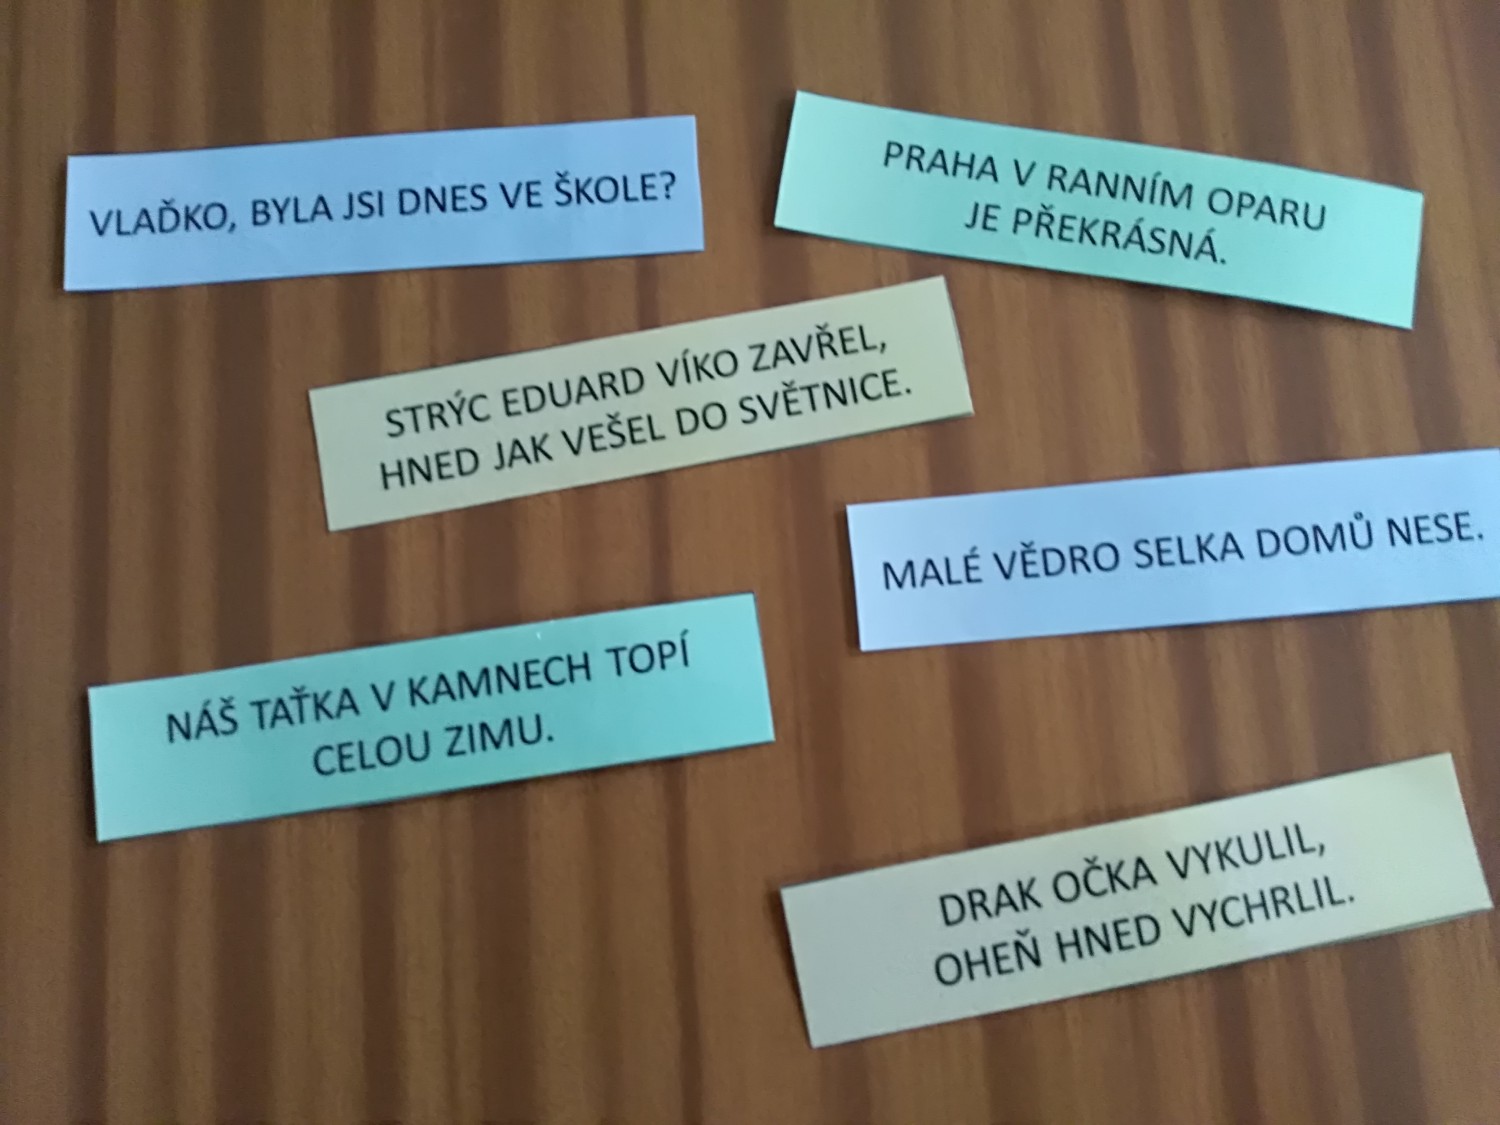 VLAĎKO, BYLA JSI DNES VE ŠKOLE?
PRAHA V RANNÍM OPARU
JE PŘEKRÁSNÁ.
STRÝC EDUARD VÍKO ZAVŘEL,
HNED JAK VEŠEL DO SVĚTNICE.
MALÉ VĚDRO SELKA DOMŮ NESE.
NÁŠ TAŤKA V KAMNECH TOPÍ
CELOU ZIMU.
DRAK OČKA VYKULIL,
OHEŇ HNED VYCHRLIL.